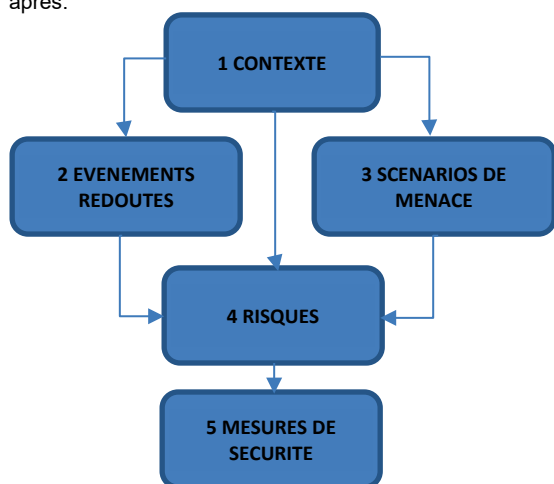 après.
1 CONTEXTE
2 EVENEMENTS
REDOUTES
3 SCENARIOS DE
MENACE
4 RISQUES
5 MESURES DE
SECURITE